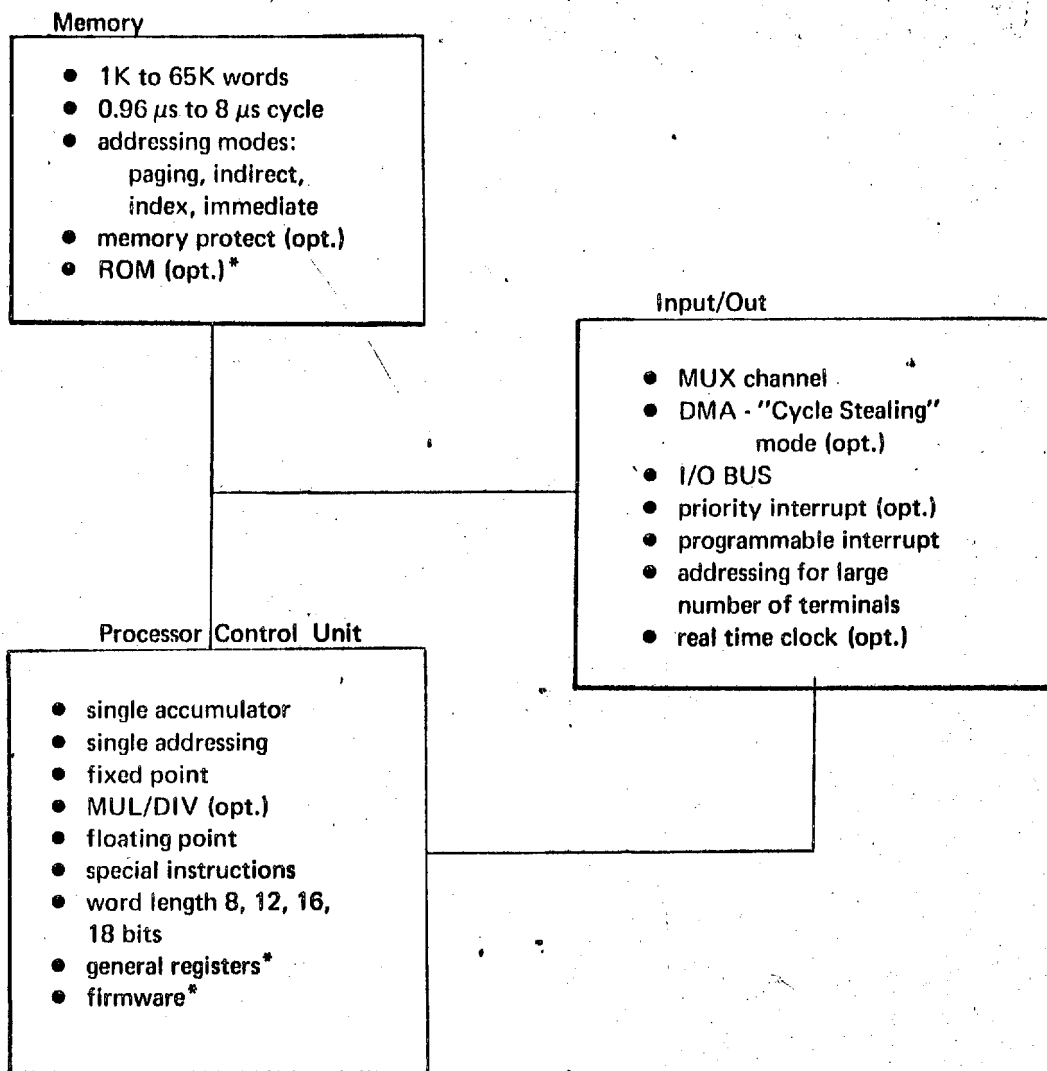 Memory
• 1K to 65K words
• 0.96 μs to 8 μs cycle
• addressing modes:
paging, indirect,
index, immediate
• memory protect (opt.)
• ROM (opt.)*
Input/Out
• MUX channel
• DMA - "Cycle Stealing"
mode (opt.)
• I/O BUS
• priority interrupt (opt.)
• programmable interrupt
• addressing for large
number of terminals
• real time clock (opt.)
Processor Control Unit
• single accumulator
• single addressing
• fixed point
• MUL/DIV (opt.)
• floating point
• special instructions
• word length 8, 12, 16,
18 bits
• general registers*
• firmware*